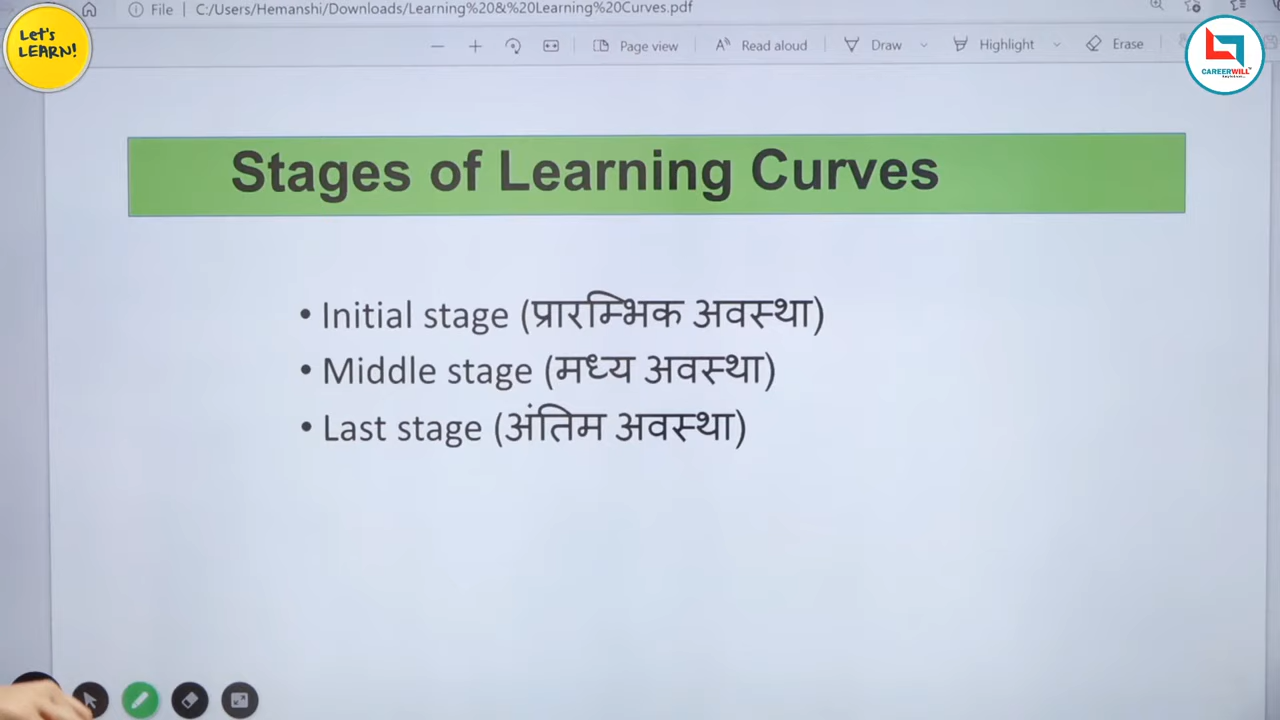 Let's
LEARN!
File
C:/Users/Hemanshi/Downloads/Learning%20&%20Learning%20Curves.pdf
Page view
Read aloud
Draw
Highlight
Erase
CAREERWILL
Stages of Learning Curves
• Initial stage (प्रारम्भिक अवस्था)
• Middle stage (मध्य अवस्था)
• Last stage (अंतिम अवस्था)